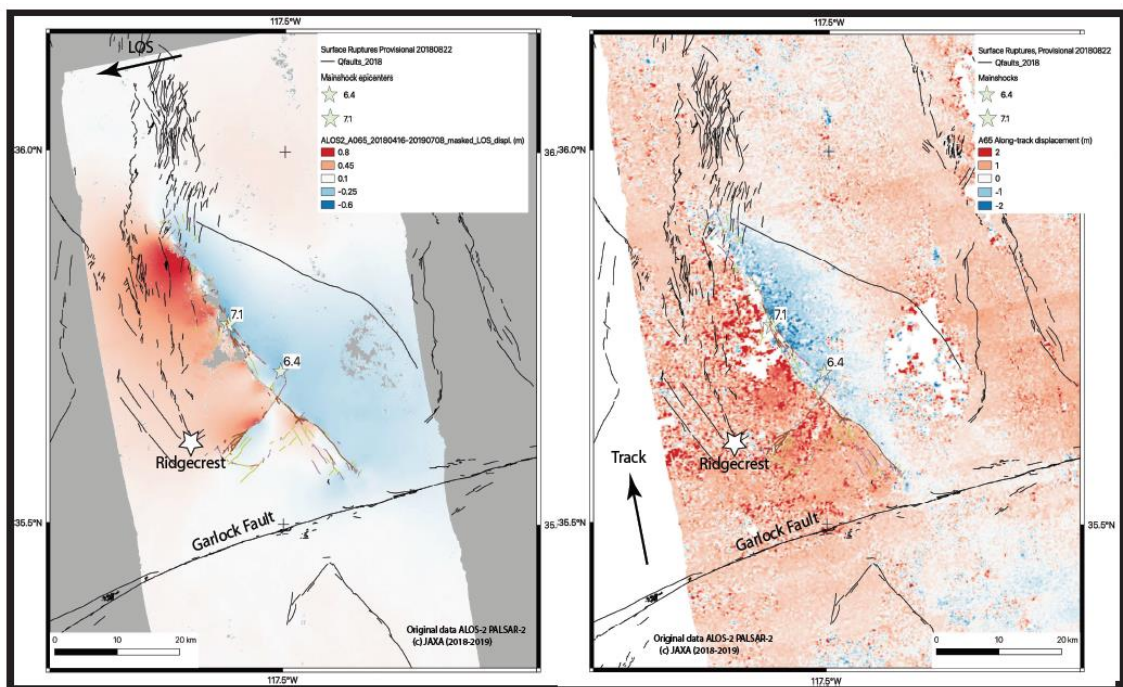 117.5°W
LOS
Surface Ruptures Provisional 20180822
Qfaults_2018
Mainshock epicenters
6.4
7.1
ALOS2_A065_20180416-20190708_masked_LOS_displ. (m)
0.8
0.45
0.1
-0.25
-0.6
36.0°N
36.
7.1
6.4
Ridgecrest
35.5°N
Garlock Fault
Original data ALOS-2 PALSAR-2
(c) JAXA (2018-2019)
0 10 20 km
117.5°W
117.5°W
Surface Ruptures, Provisional 20180822
Qfaults_2018
Mainshocks
6.4
7.1
A65 Along-track displacement (m)
2
1
0
-1
-2
7.1
6.4
Ridgecrest
Track
Garlock Fault
35.5°N
Original data ALOS-2 PALSAR-2
(c) JAXA (2018-2019)
0 10 20 km
117.5°W